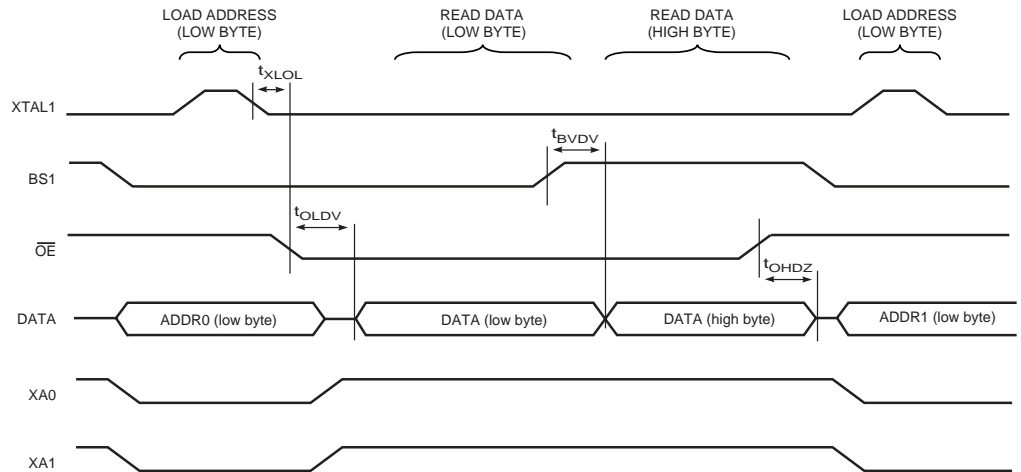 LOAD ADDRESS
(LOW BYTE)
READ DATA
(LOW BYTE)
READ DATA
(HIGH BYTE)
LOAD ADDRESS
(LOW BYTE)
tXLOL
XTAL1
tBVDV
BS1
tOLDV
OE
tOHDZ
DATA
ADDR0 (low byte)
DATA (low byte)
DATA (high byte)
ADDR1 (low byte)
XA0
XA1